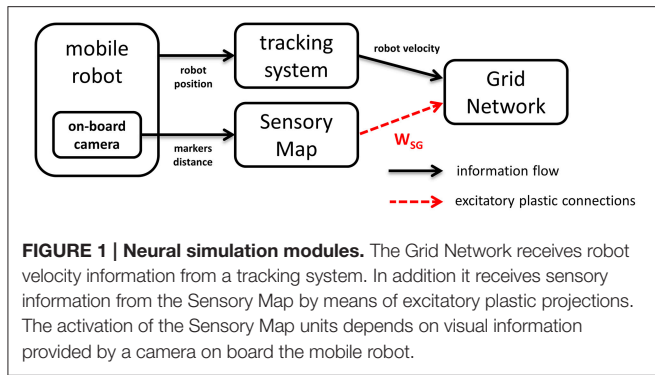 mobile
robot
on-board
camera
robot
position
markers
distance
tracking
system
Sensory
Map
robot velocity
W_SG
Grid
Network
information flow
excitatory plastic connections
FIGURE 1 | Neural simulation modules. The Grid Network receives robot
velocity information from a tracking system. In addition it receives sensory
information from the Sensory Map by means of excitatory plastic projections.
The activation of the Sensory Map units depends on visual information
provided by a camera on board the mobile robot.